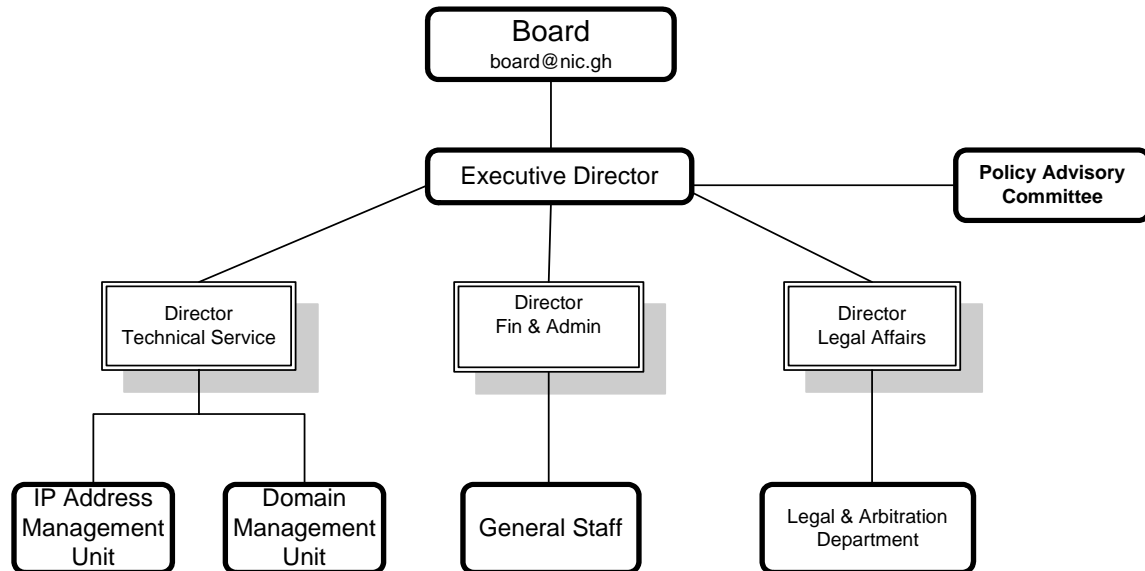 Board
board@nic.gh
Executive Director
Policy Advisory
Committee
Director
Technical Service
Director
Fin & Admin
Director
Legal Affairs
IP Address
Management
Unit
Domain
Management
Unit
General Staff
Legal & Arbitration
Department